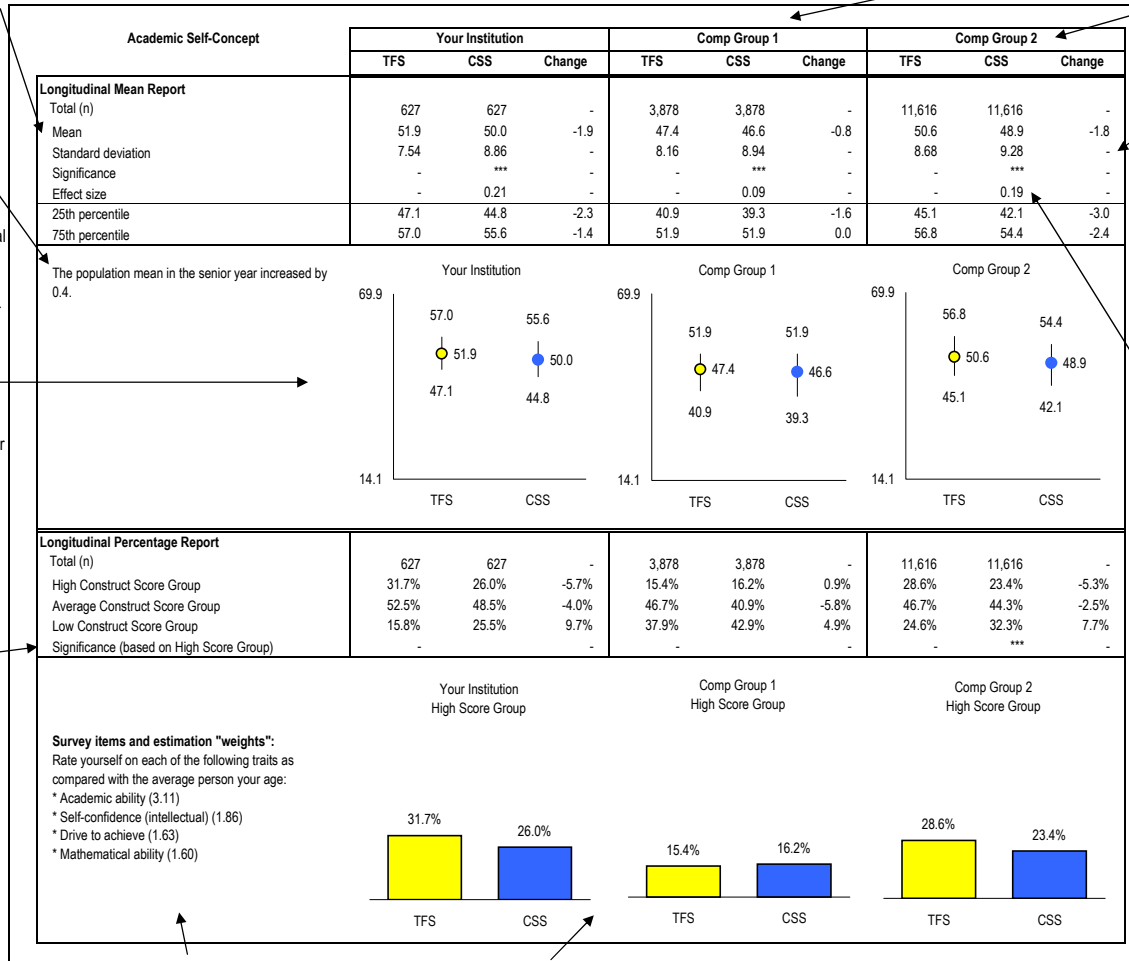 Academic Self-Concept Your Institution Comp Group 1 Comp Group 2
TFS CSS Change TFS CSS Change TFS CSS Change
Longitudinal Mean Report
Total (n) 627 627 - 3,878 3,878 - 11,616 11,616 -
Mean 51.9 50.0 -1.9 47.4 46.6 -0.8 50.6 48.9 -1.8
Standard deviation 7.54 8.86 - 8.16 8.94 - 8.68 9.28 -
Significance - *** - - *** - - *** -
Effect size - 0.21 - - 0.09 - - 0.19 -
25th percentile 47.1 44.8 -2.3 40.9 39.3 -1.6 45.1 42.1 -3.0
75th percentile 57.0 55.6 -1.4 51.9 51.9 0.0 56.8 54.4 -2.4
The population mean in the senior year increased by
0.4.
Your Institution
69.9
57.0 55.6
51.9 50.0
47.1 44.8
14.1
TFS CSS
Comp Group 1
69.9
51.9 51.9
47.4 46.6
40.9 39.3
14.1
TFS CSS
Comp Group 2
69.9
56.8 54.4
50.6 48.9
45.1 42.1
14.1
TFS CSS
Longitudinal Percentage Report
Total (n) 627 627 - 3,878 3,878 - 11,616 11,616 -
High Construct Score Group 31.7% 26.0% -5.7% 15.4% 16.2% 0.9% 28.6% 23.4% -5.3%
Average Construct Score Group 52.5% 48.5% -4.0% 46.7% 40.9% -5.8% 46.7% 44.3% -2.5%
Low Construct Score Group 15.8% 25.5% 9.7% 37.9% 42.9% 4.9% 24.6% 32.3% 7.7%
Significance (based on High Score Group) - - - - - *** -
Survey items and estimation "weights":
Rate yourself on each of the following traits as
compared with the average person your age:
* Academic ability (3.11)
* Self-confidence (intellectual) (1.86)
* Drive to achieve (1.63)
* Mathematical ability (1.60)
Your Institution
High Score Group
31.7% 26.0%
TFS CSS
Comp Group 1
High Score Group
15.4% 16.2%
TFS CSS
Comp Group 2
High Score Group
28.6% 23.4%
TFS CSS